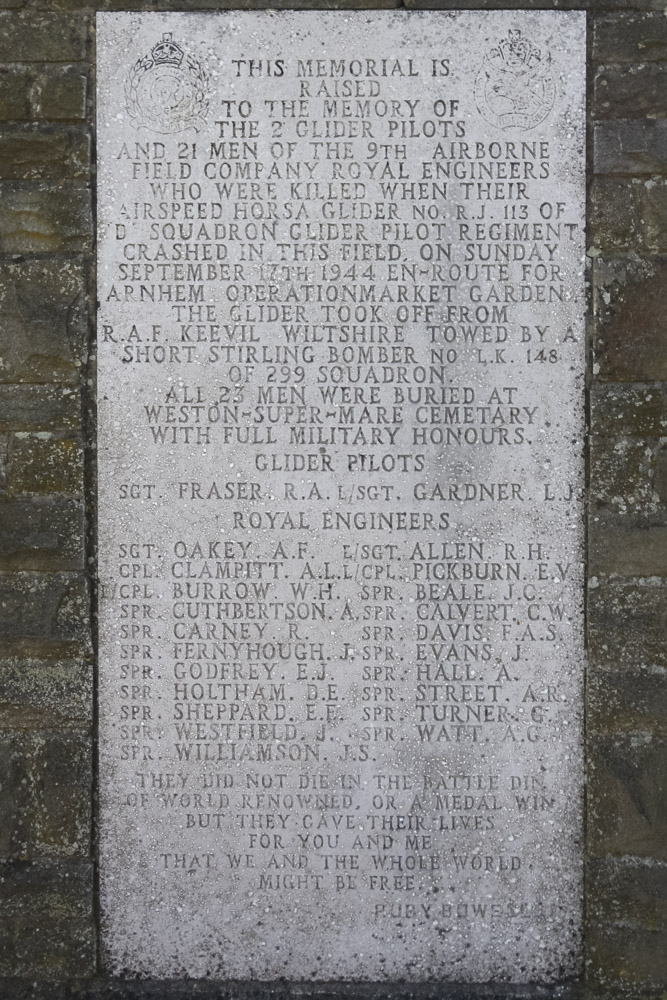 THIS MEMORIAL IS
RAISED
TO THE MEMORY OF
THE 2 GLIDER PILOTS
AND 21 MEN OF THE 9TH AIRBORNE
FIELD COMPANY ROYAL ENGINEERS
WHO WERE KILLED WHEN THEIR
AIRSPEED HORSA GLIDER NO. R.J. 113 OF
'D' SQUADRON GLIDER PILOT REGIMENT
CRASHED IN THIS FIELD. ON SUNDAY
SEPTEMBER 17TH 1944 EN-ROUTE FOR
ARNHEM. OPERATION MARKET GARDEN.
THE GLIDER TOOK OFF FROM
R.A.F. KEEVIL WILTSHIRE TOWED BY A
SHORT STIRLING BOMBER NO L.K. 148
OF 299 SQUADRON.
ALL 23 MEN WERE BURIED AT
WESTON-SUPER-MARE CEMETARY
WITH FULL MILITARY HONOURS.
GLIDER PILOTS
SGT. FRASER. R.A. L/SGT. GARDNER. L.J.
ROYAL ENGINEERS
SGT. OAKEY. A.F. L/SGT. ALLEN. R.H.
CPL. CLAMPITT. A.L. L/CPL. PICKBURN. E.V.
L/CPL. BURROW. W.H. SPR. BEALE. J.C.
SPR. CUTHBERTSON. A. SPR. CALVERT. C.W.
SPR. CARNEY. R. SPR. DAVIS. F.A.S.
SPR. FERNYHOUGH. J. SPR. EVANS. J.
SPR. GODFREY. E.J. SPR. HALL. A.
SPR. HOLTHAM. D.E. SPR. STREET. A.R.
SPR. SHEPPARD. E.F. SPR. TURNER. G.
SPR. WESTFIELD. J. SPR. WATT. A.G.
SPR. WILLIAMSON. J.S.
THEY DID NOT DIE IN THE BATTLE DIN
OF WORLD RENOWNED. OR A MEDAL WIN
BUT THEY GAVE THEIR LIVES
FOR YOU AND ME
THAT WE AND THE WHOLE WORLD.
MIGHT BE FREE.
RUBY